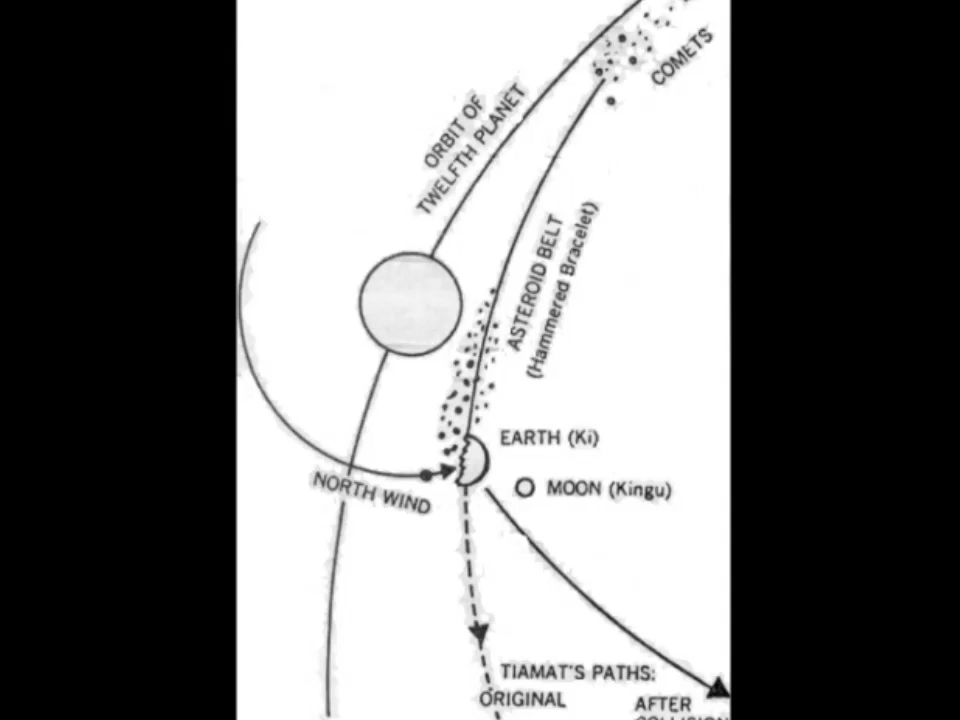 COMETS
ORBIT OF
TWELFTH PLANET
ASTEROID BELT
(Hammered Bracelet)
EARTH (Ki)
MOON (Kingu)
NORTH WIND
TIAMAT'S PATHS:
ORIGINAL
AFTER
COLLISION